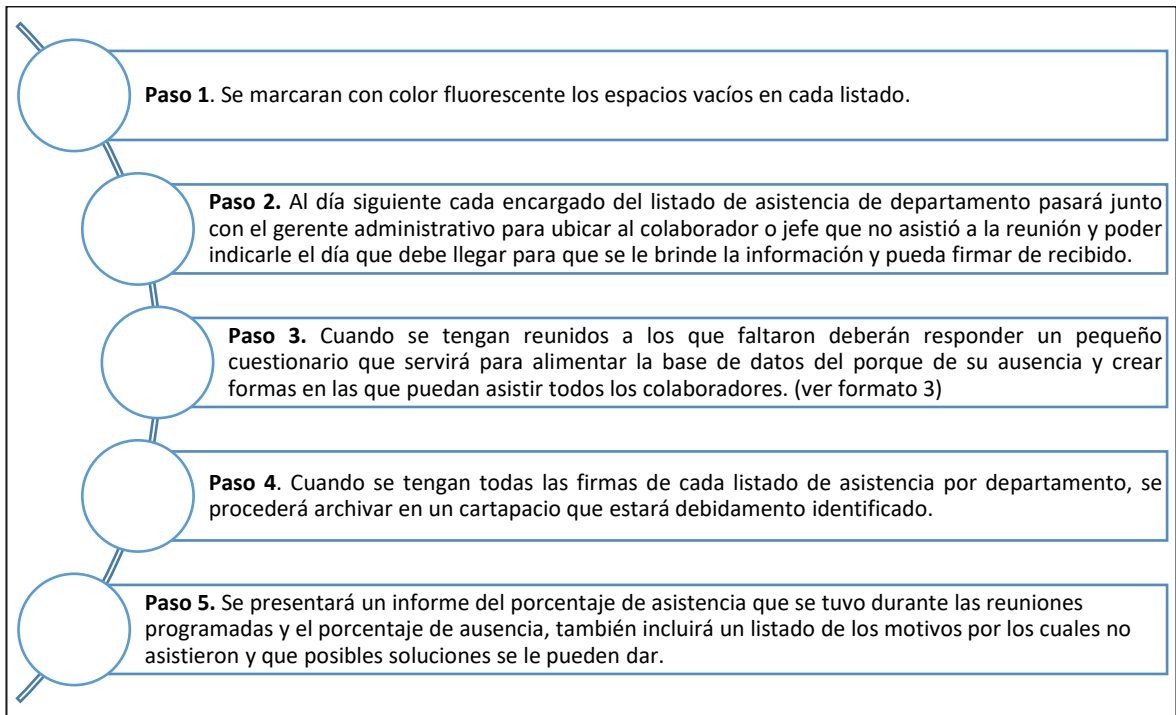 Paso 1. Se marcaran con color fluorescente los espacios vacíos en cada listado.
Paso 2. Al día siguiente cada encargado del listado de asistencia de departamento pasará junto
con el gerente administrativo para ubicar al colaborador o jefe que no asistió a la reunión y poder
indicarle el día que debe llegar para que se le brinde la información y pueda firmar de recibido.
Paso 3. Cuando se tengan reunidos a los que faltaron deberán responder un pequeño
cuestionario que servirá para alimentar la base de datos del porque de su ausencia y crear
formas en las que puedan asistir todos los colaboradores. (ver formato 3)
Paso 4. Cuando se tengan todas las firmas de cada listado de asistencia por departamento, se
procederá archivar en un cartapacio que estará debidamento identificado.
Paso 5. Se presentará un informe del porcentaje de asistencia que se tuvo durante las reuniones
programadas y el porcentaje de ausencia, también incluirá un listado de los motivos por los cuales no
asistieron y que posibles soluciones se le pueden dar.